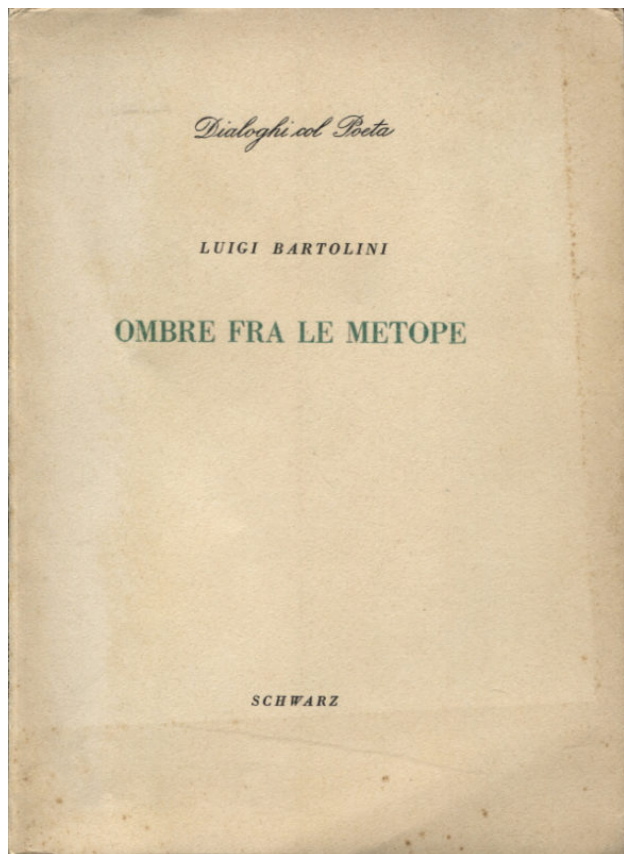 Dialoghi col Poeta
LUIGI BARTOLINI
OMBRE FRA LE METOPE
SCHWARZ